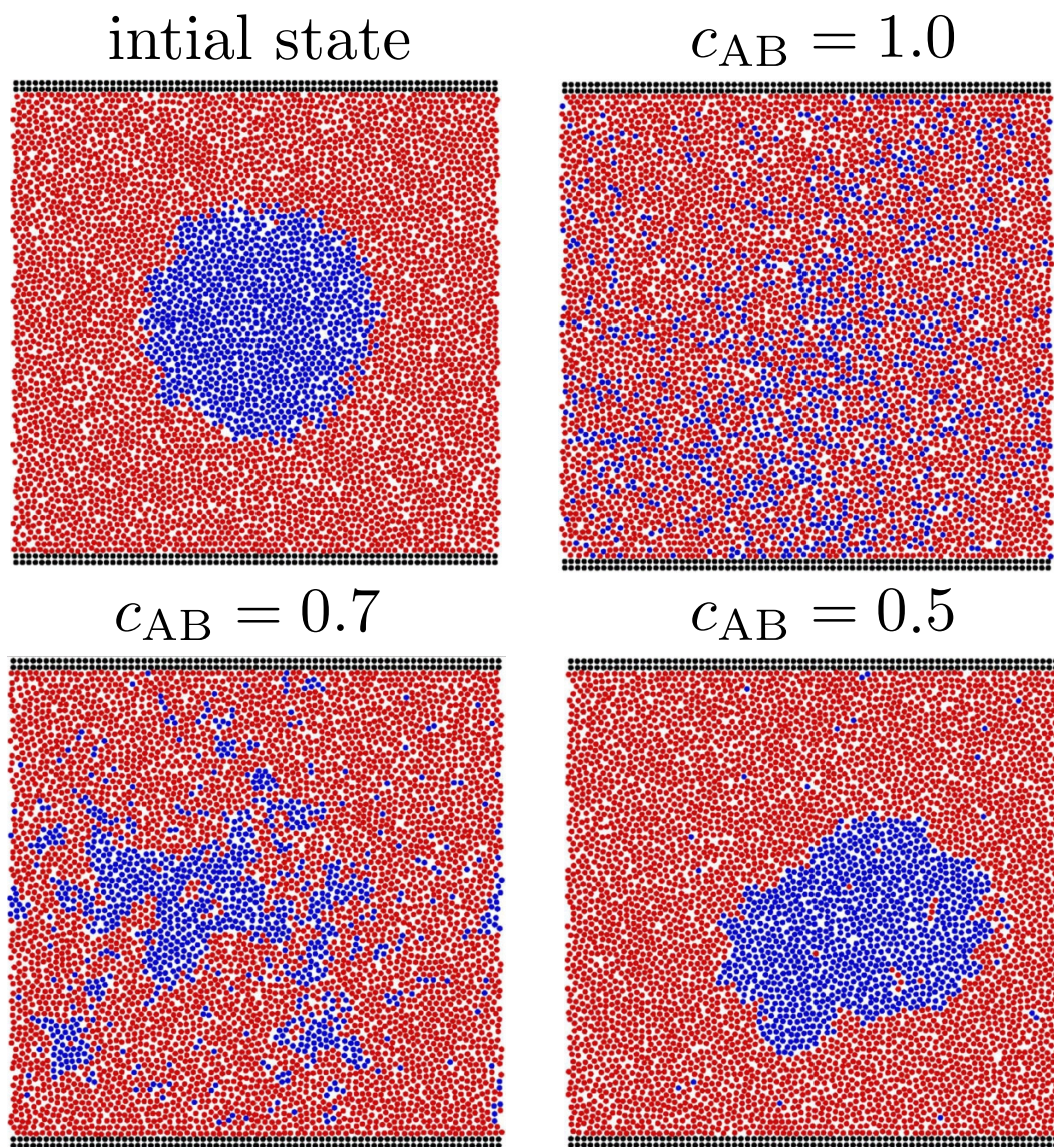 intial state
c_AB = 1.0
c_AB = 0.7
c_AB = 0.5